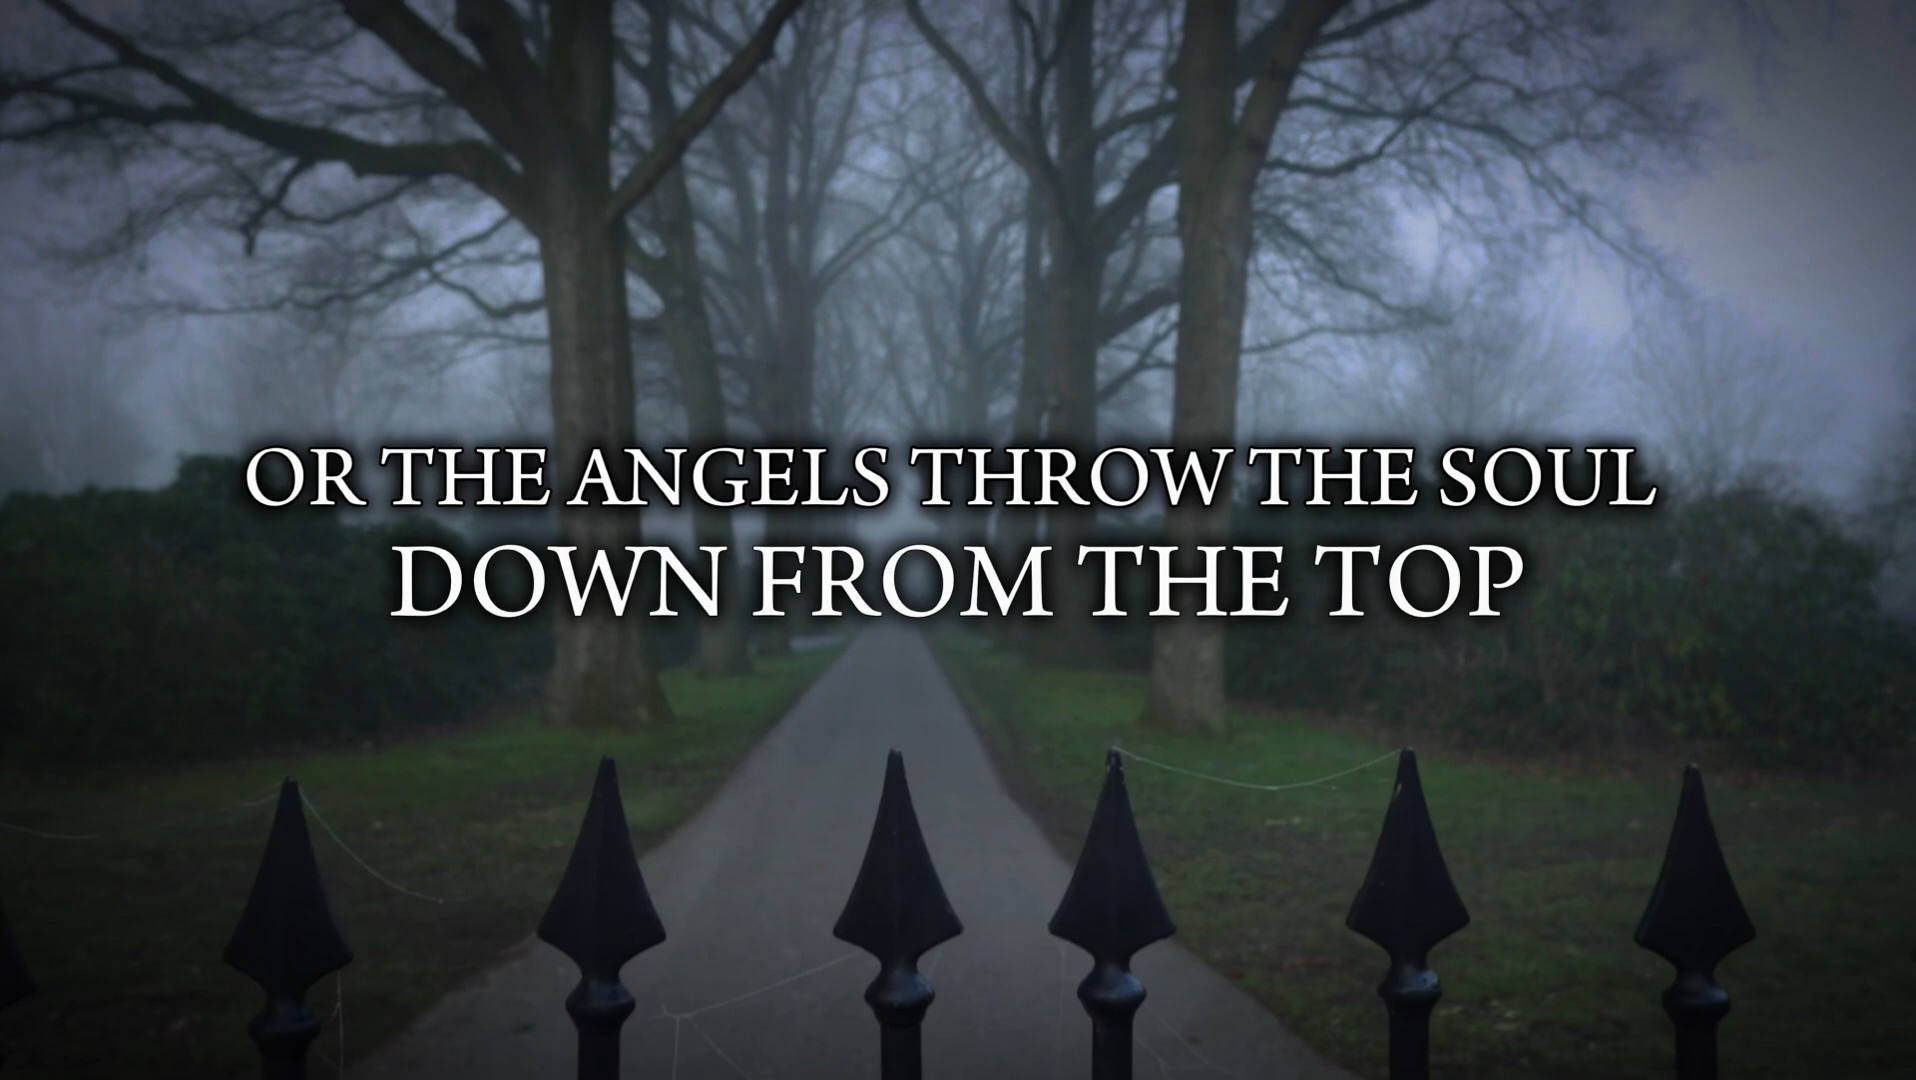 OR THE ANGELS THROW THE SOUL
DOWN FROM THE TOP